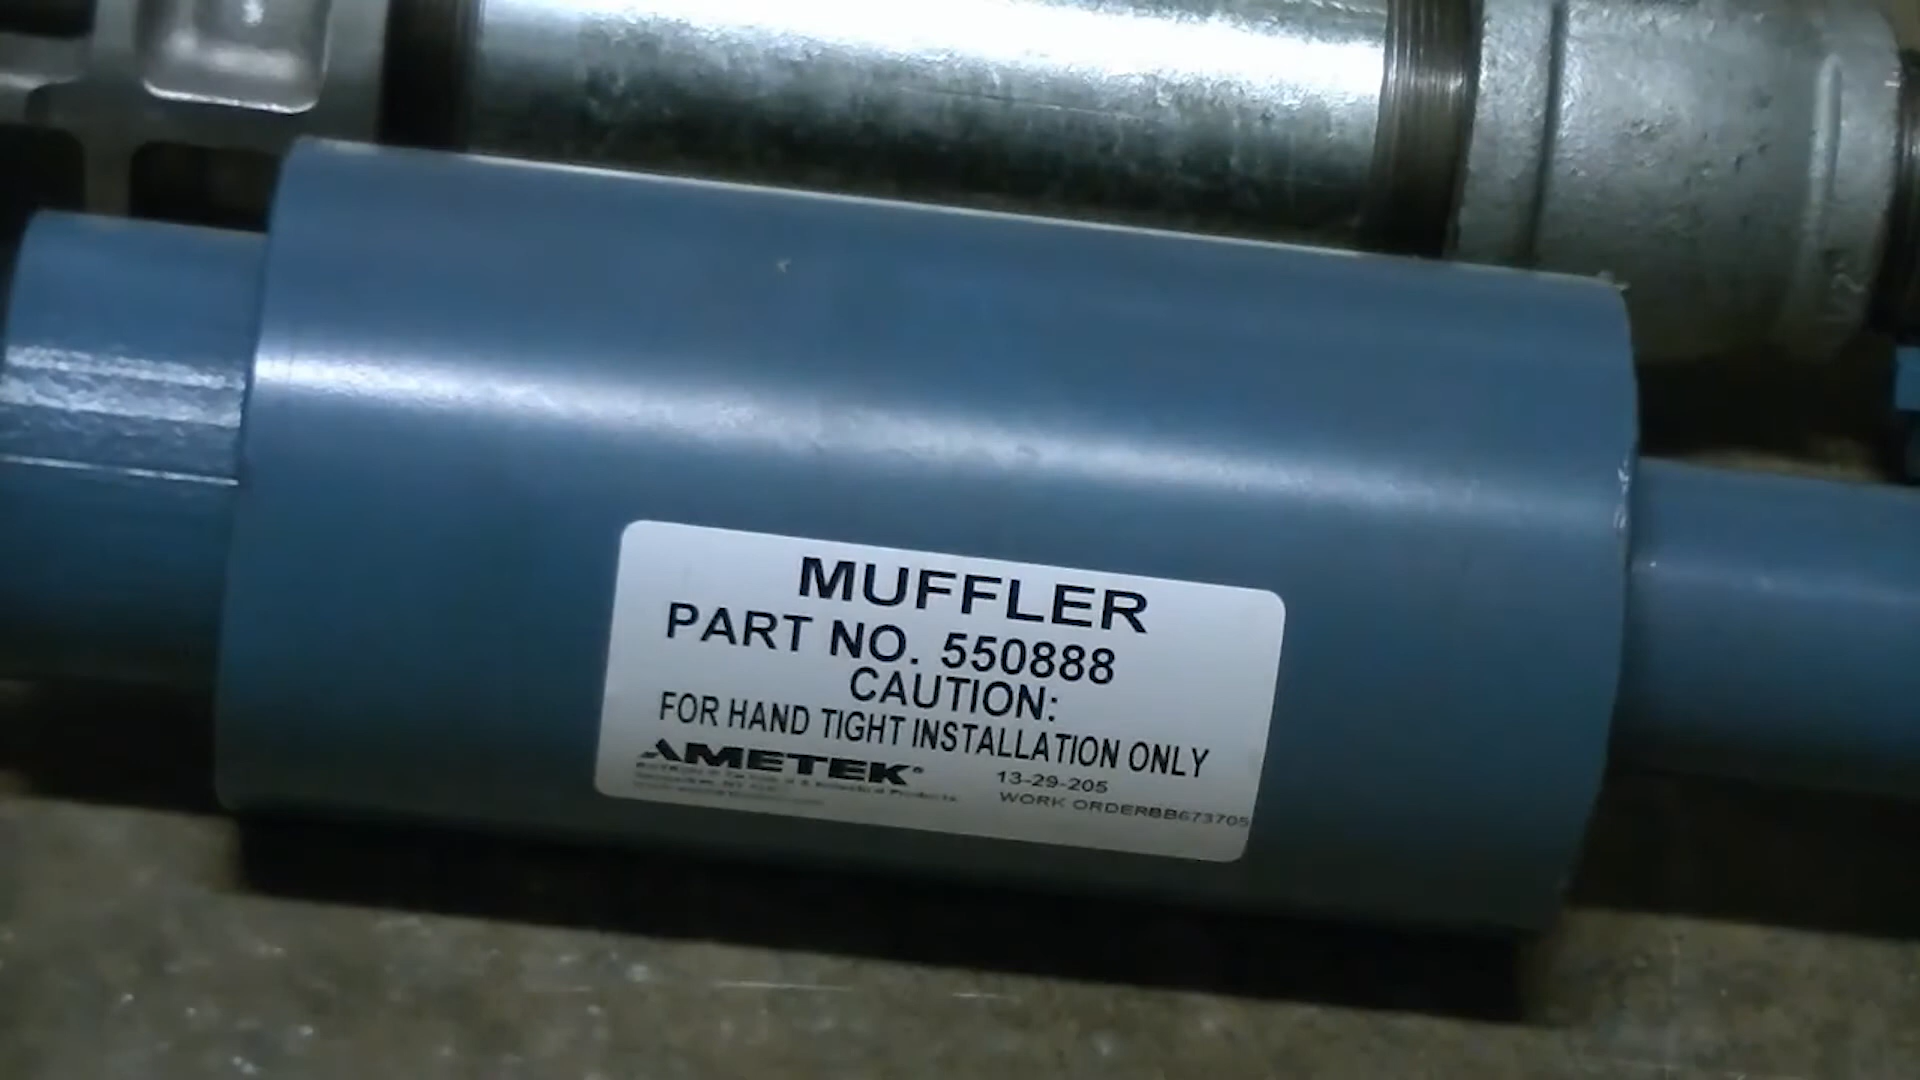 MUFFLER
PART NO. 550888
CAUTION:
FOR HAND TIGHT INSTALLATION ONLY
AMETEK®
13-29-205
WORK ORDERBB673705